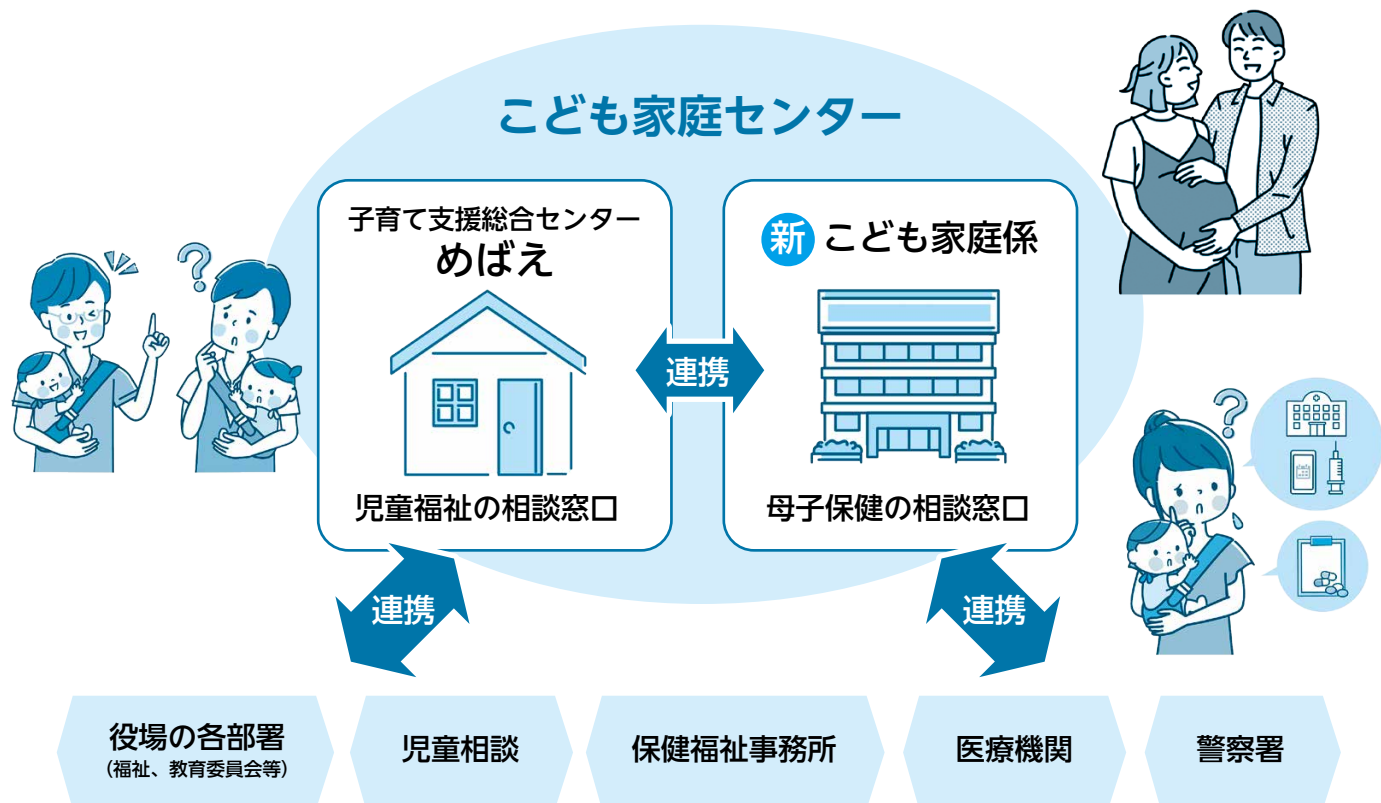 こども家庭センター
子育て支援総合センター
めばえ
児童福祉の相談窓口
新 こども家庭係
母子保健の相談窓口
連携
連携
連携
役場の各部署
(福祉、教育委員会等)
児童相談
保健福祉事務所
医療機関
警察署